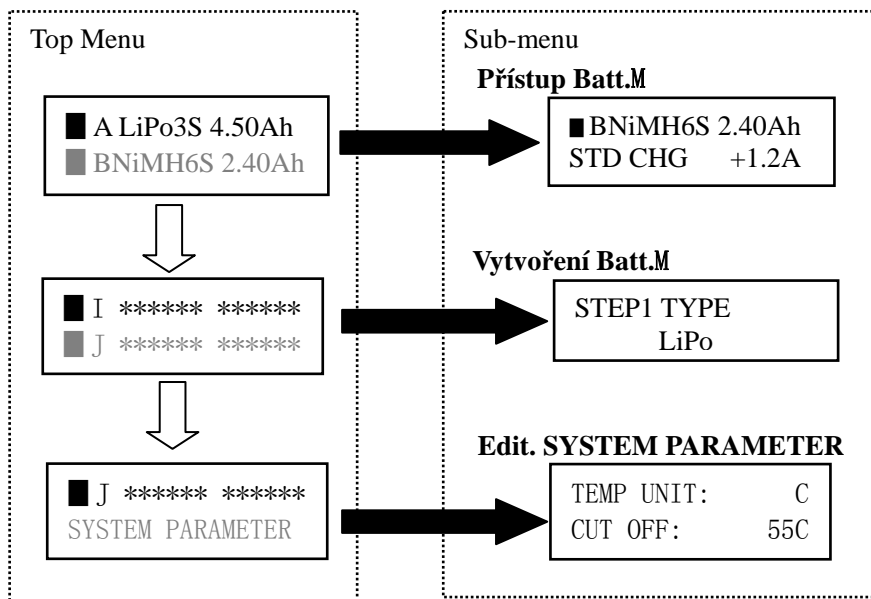 Top Menu
Sub-menu
Přístup Batt.M
A LiPo3S 4.50Ah
BNiMH6S 2.40Ah
BNiMH6S 2.40Ah
STD CHG +1.2A
Vytvoření Batt.M
I ****** ******
J ****** ******
STEP1 TYPE
LiPo
Edit. SYSTEM PARAMETER
J ****** ******
SYSTEM PARAMETER
TEMP UNIT: C
CUT OFF: 55C